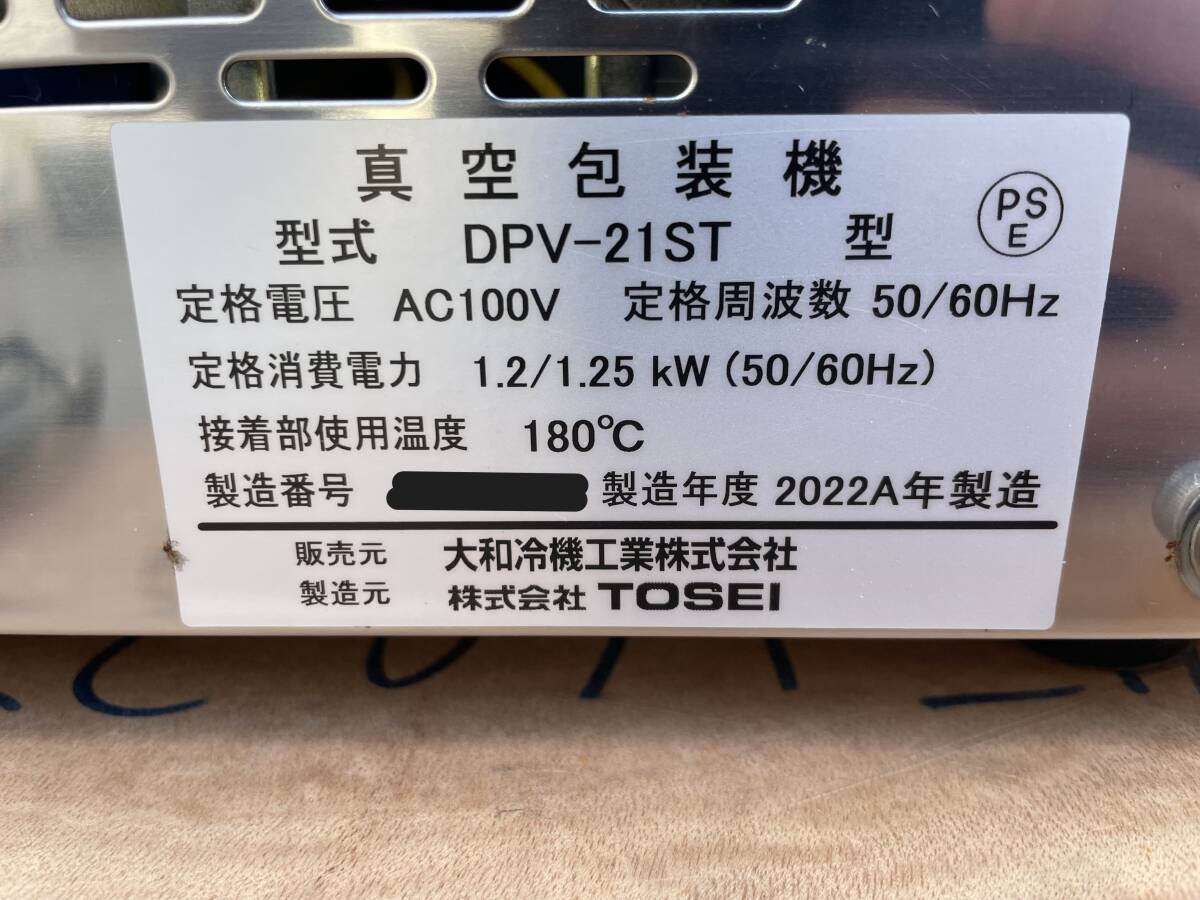 真空包装機
型式 DPV-21ST 型
PSE
定格電圧 AC100V 定格周波数 50/60Hz
定格消費電力 1.2/1.25 kW (50/60Hz)
接着部使用温度 180℃
製造番号 製造年度 2022A年製造
販売元 大和冷機工業株式会社
製造元 株式会社 TOSEI